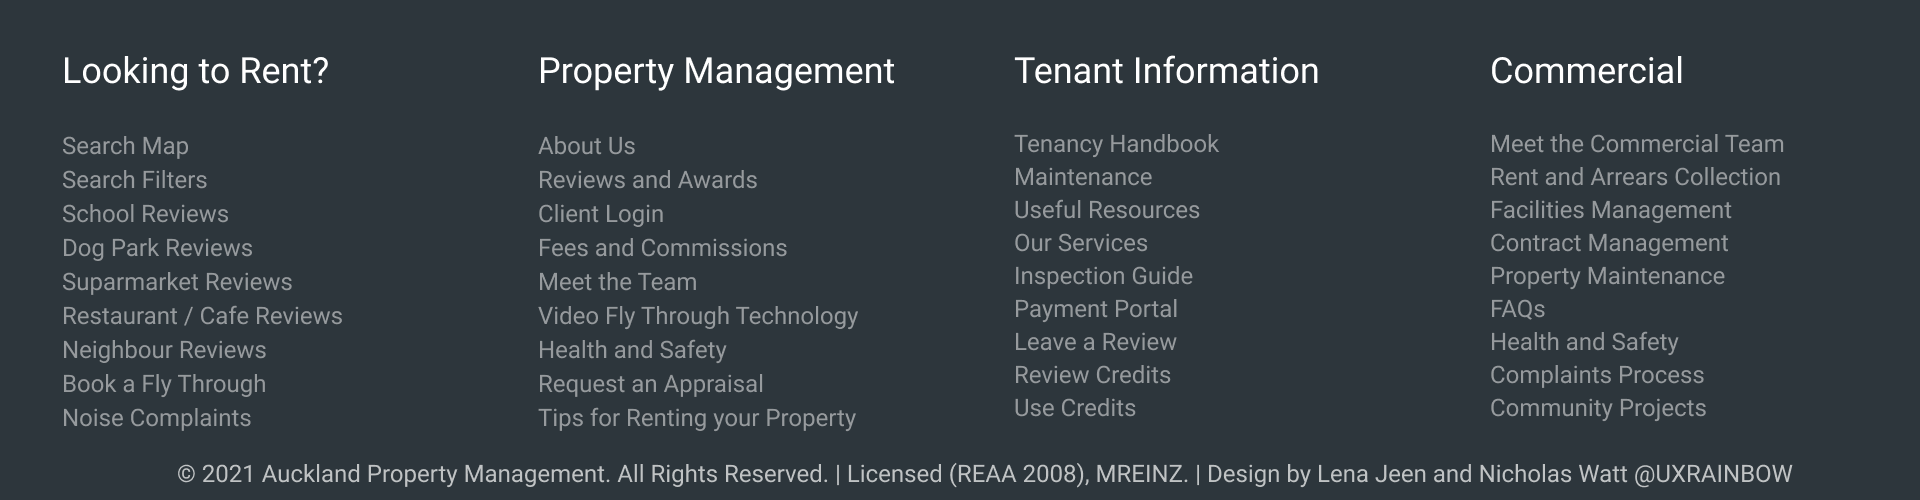 Looking to Rent?
Search Map
Search Filters
School Reviews
Dog Park Reviews
Suparmarket Reviews
Restaurant / Cafe Reviews
Neighbour Reviews
Book a Fly Through
Noise Complaints
Property Management
About Us
Reviews and Awards
Client Login
Fees and Commissions
Meet the Team
Video Fly Through Technology
Health and Safety
Request an Appraisal
Tips for Renting your Property
Tenant Information
Tenancy Handbook
Maintenance
Useful Resources
Our Services
Inspection Guide
Payment Portal
Leave a Review
Review Credits
Use Credits
Commercial
Meet the Commercial Team
Rent and Arrears Collection
Facilities Management
Contract Management
Property Maintenance
FAQs
Health and Safety
Complaints Process
Community Projects
© 2021 Auckland Property Management. All Rights Reserved. | Licensed (REAA 2008), MREINZ. | Design by Lena Jeen and Nicholas Watt @UXRAINBOW